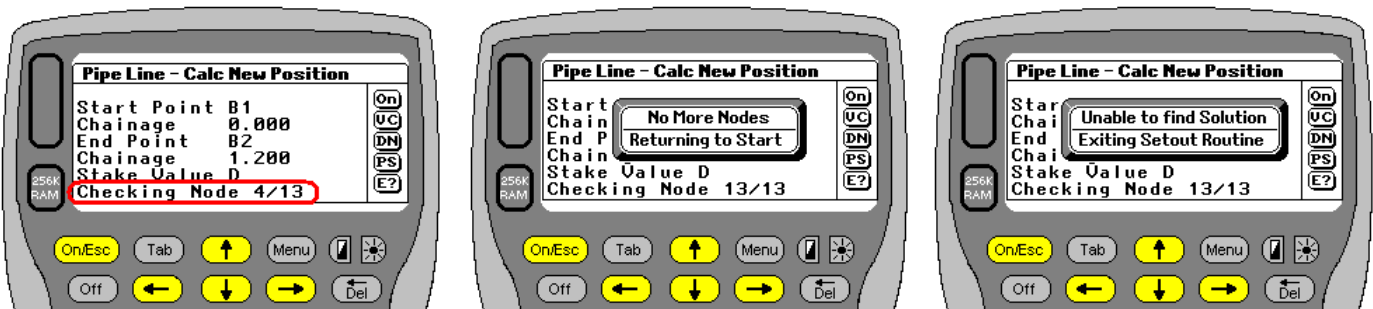 Pipe Line - Calc New Position
Start Point B1
Chainage 0.000
End Point B2
Chainage 1.200
Stake Value D
Checking Node 4/13
On
VC
DN
PS
E?
256K
RAM
On/Esc Tab Menu
Off Del
Pipe Line - Calc New Position
Start
Chain
End P
Chain
No More Nodes
Returning to Start
Stake Value D
Checking Node 13/13
On
VC
DN
PS
E?
256K
RAM
On/Esc Tab Menu
Off Del
Pipe Line - Calc New Position
Star
Chai
End
Chai
Unable to find Solution
Exiting Setout Routine
Stake Value D
Checking Node 13/13
On
VC
DN
PS
E?
256K
RAM
On/Esc Tab Menu
Off Del